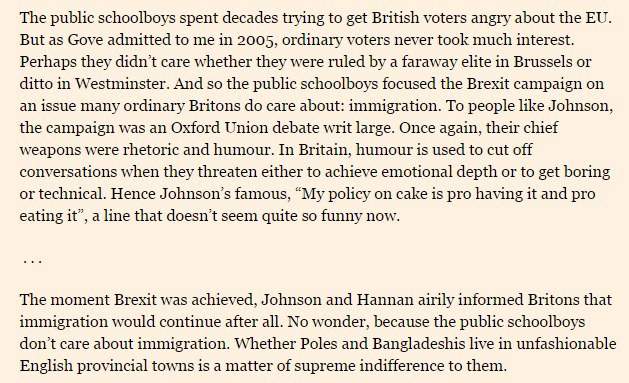 The public schoolboys spent decades trying to get British voters angry about the EU.
But as Gove admitted to me in 2005, ordinary voters never took much interest.
Perhaps they didn’t care whether they were ruled by a faraway elite in Brussels or
ditto in Westminster. And so the public schoolboys focused the Brexit campaign on
an issue many ordinary Britons do care about: immigration. To people like Johnson,
the campaign was an Oxford Union debate writ large. Once again, their chief
weapons were rhetoric and humour. In Britain, humour is used to cut off
conversations when they threaten either to achieve emotional depth or to get boring
or technical. Hence Johnson’s famous, “My policy on cake is pro having it and pro
eating it”, a line that doesn’t seem quite so funny now.
. . .
The moment Brexit was achieved, Johnson and Hannan airily informed Britons that
immigration would continue after all. No wonder, because the public schoolboys
don’t care about immigration. Whether Poles and Bangladeshis live in unfashionable
English provincial towns is a matter of supreme indifference to them.